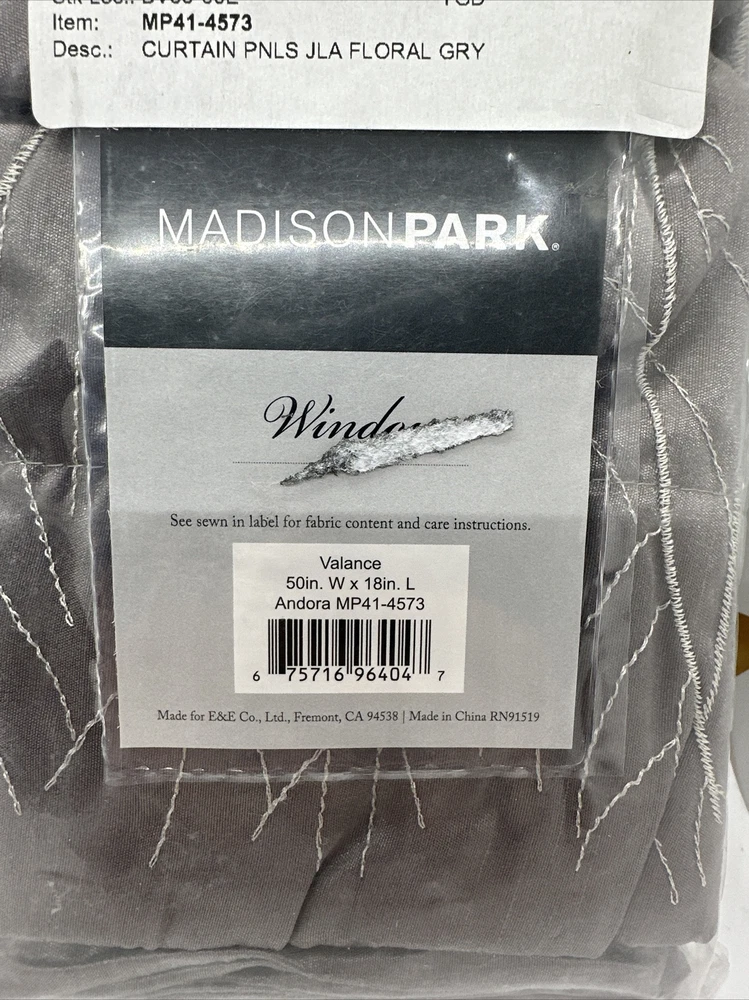 Item: MP41-4573
Desc.: CURTAIN PNLS JLA FLORAL GRY
MADISONPARK®
See sewn in label for fabric content and care instructions.
Valance
50in. W x 18in. L
Andora MP41-4573
6 75716 96404 7
Made for E&E Co., Ltd., Fremont, CA 94538 | Made in China RN91519